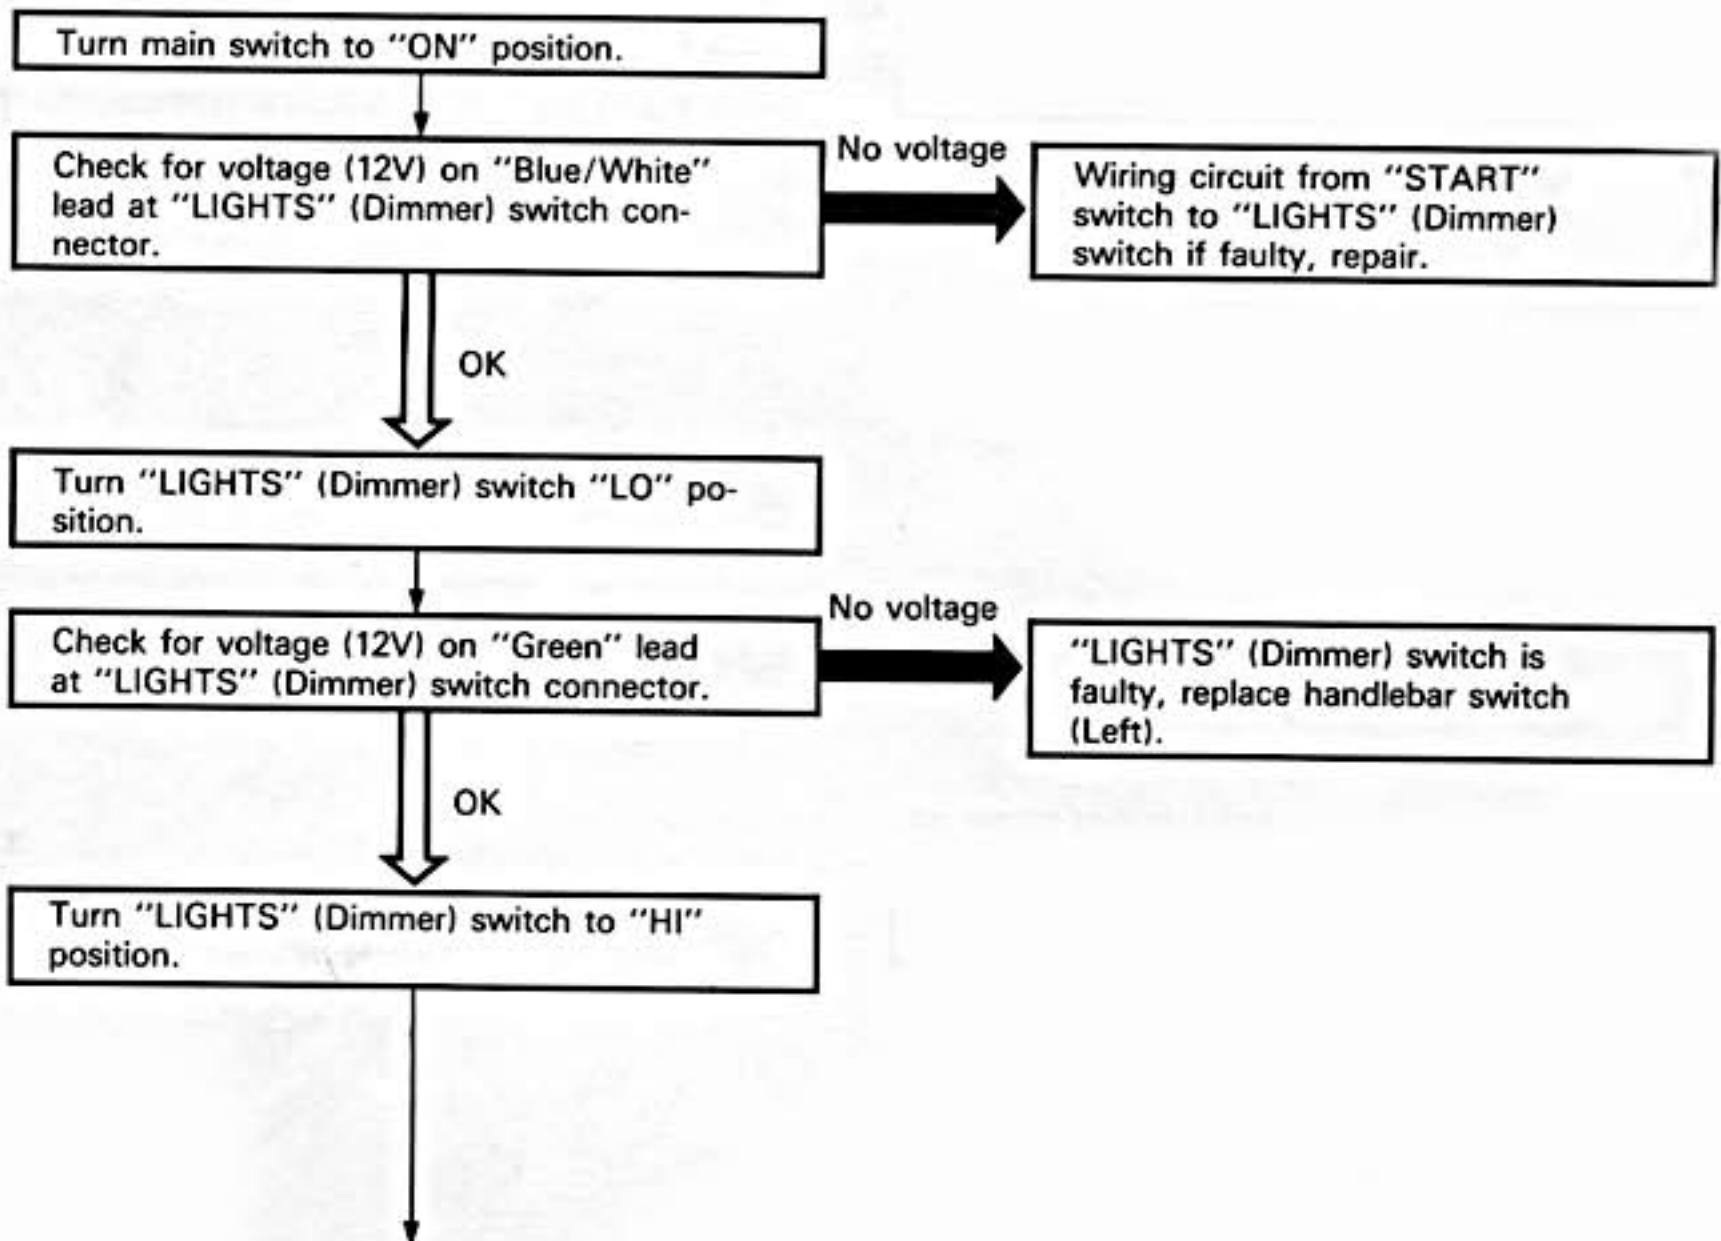 Turn main switch to "ON" position.
Check for voltage (12V) on "Blue/White"
lead at "LIGHTS" (Dimmer) switch con-
nector.
No voltage
Wiring circuit from "START"
switch to "LIGHTS" (Dimmer)
switch if faulty, repair.
OK
Turn "LIGHTS" (Dimmer) switch "LO" po-
sition.
Check for voltage (12V) on "Green" lead
at "LIGHTS" (Dimmer) switch connector.
No voltage
"LIGHTS" (Dimmer) switch is
faulty, replace handlebar switch
(Left).
OK
Turn "LIGHTS" (Dimmer) switch to "HI"
position.